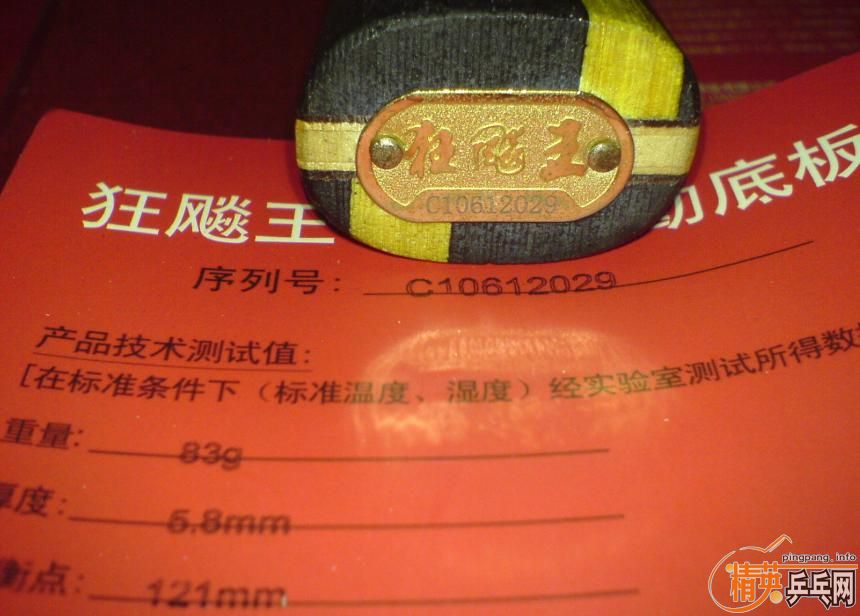 狂飚王
C10612029
狂飚王 动底板
序列号： C10612029
产品技术测试值：
[在标准条件下（标准温度、湿度）经实验室测试所得数据
重量： 83g
厚度： 5.8mm
衡点： 121mm
pingpang.info
精英乒乓网